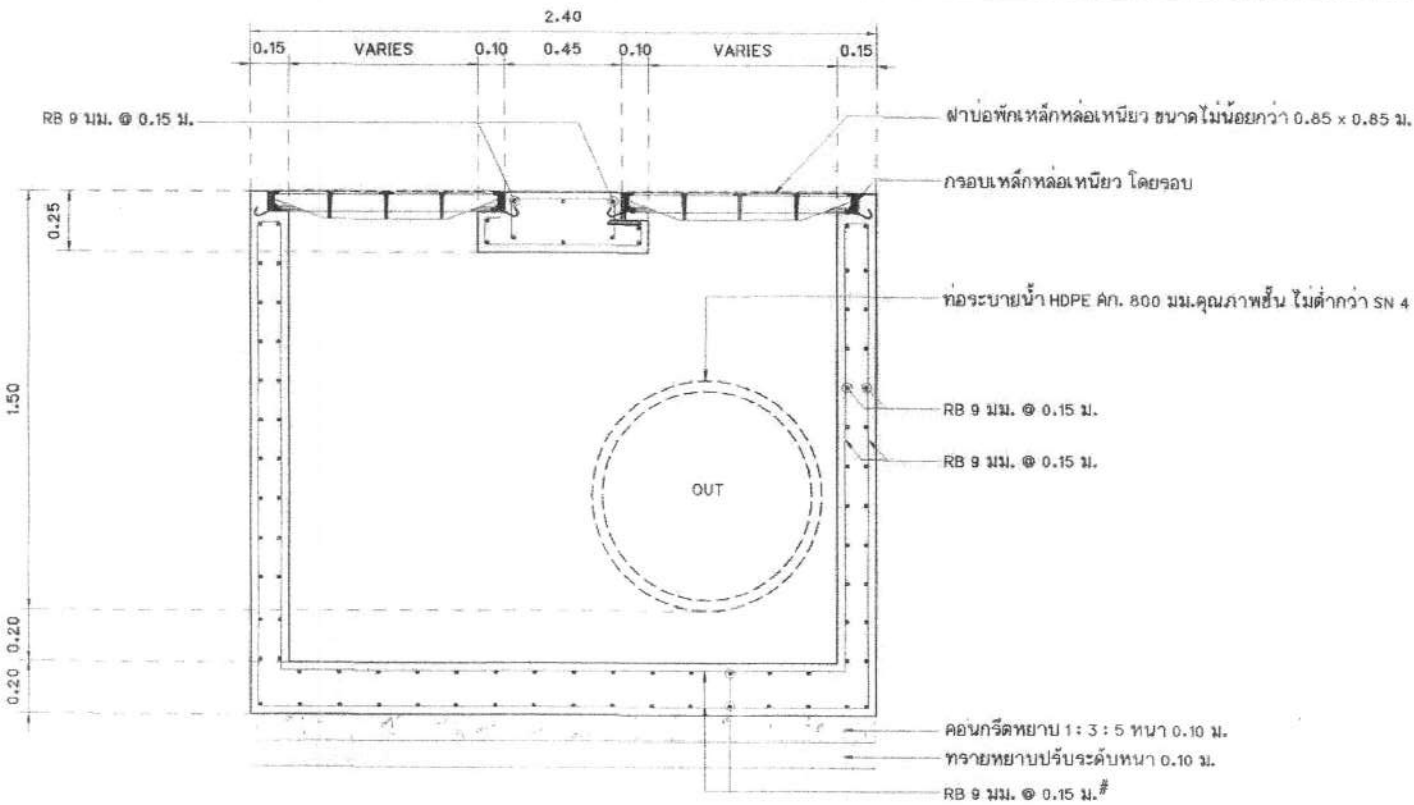 2.40
0.15 VARIES 0.10 0.45 0.10 VARIES 0.15
RB 9 มม. @ 0.15 ม.
ฝาบ่อพักเหล็กหล่อเหนียว ขนาดไม่น้อยกว่า 0.85 x 0.85 ม.
กรอบเหล็กหล่อเหนียว โดยรอบ
0.25
ท่อระบายน้ำ HDPE ศก. 800 มม.คุณภาพชั้น ไม่ต่ำกว่า SN 4
1.50
RB 9 มม. @ 0.15 ม.
RB 9 มม. @ 0.15 ม.
OUT
0.20
0.20
คอนกรีตหยาบ 1: 3 : 5 หนา 0.10 ม.
ทรายหยาบปรับระดับหนา 0.10 ม.
RB 9 มม. @ 0.15 ม.#